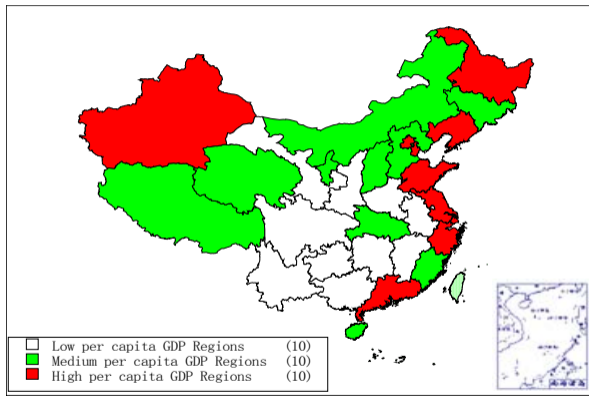 Low per capita GDP Regions (10)
Medium per capita GDP Regions (10)
High per capita GDP Regions (10)